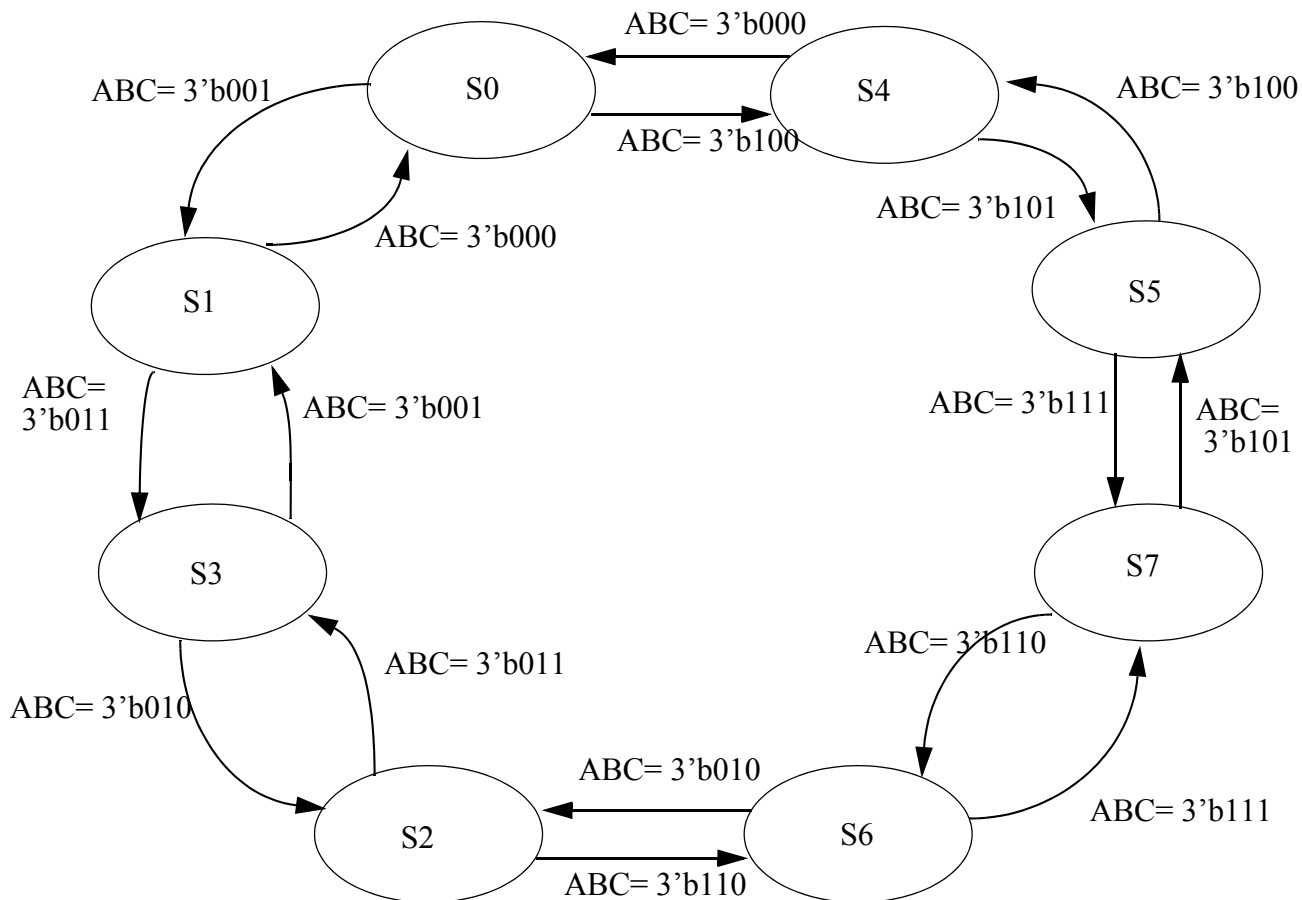 ABC= 3’b000
S0
S4
ABC= 3’b001
ABC= 3’b100
ABC= 3’b100
ABC= 3’b101
ABC= 3’b000
S1
S5
ABC=
3’b011
ABC= 3’b001
ABC= 3’b111
ABC=
3’b101
S3
S7
ABC= 3’b011
ABC= 3’b110
ABC= 3’b010
ABC= 3’b010
ABC= 3’b111
S2
S6
ABC= 3’b110